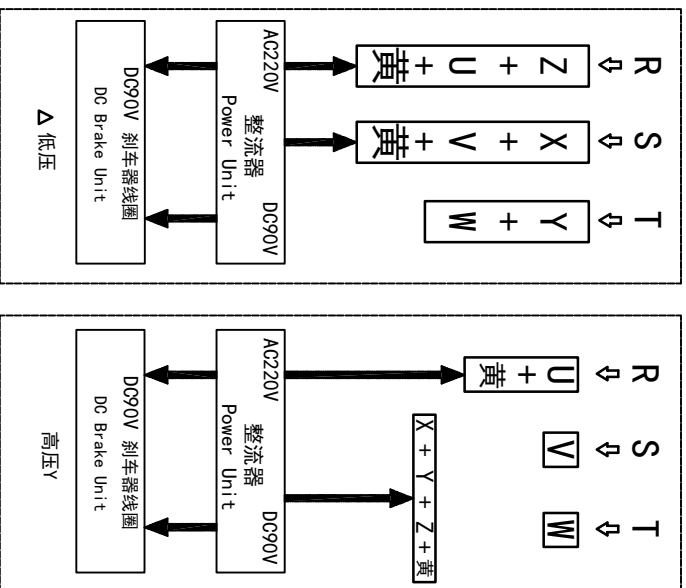 R S T
Z + U + 黄
X + V + 黄
Y + W
AC220V 整流器 DC90V
Power Unit
DC90V 刹车器线圈
DC Brake Unit
Δ 低压
R S T
U + 黄
V
W
X + Y + Z + 黄
AC220V 整流器 DC90V
Power Unit
DC90V 刹车器线圈
DC Brake Unit
高压Y